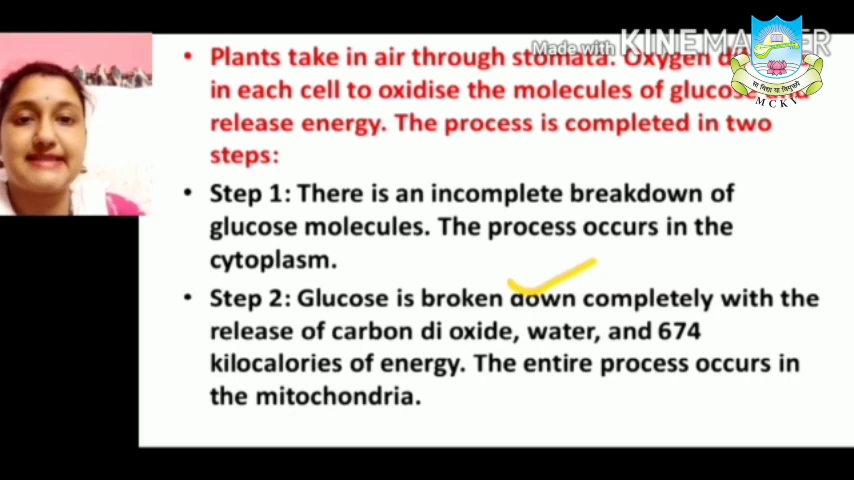 Made with KINEMASTER
• Plants take in air through stomata. Oxygen
in each cell to oxidise the molecules of glucose and
release energy. The process is completed in two
steps:
• Step 1: There is an incomplete breakdown of
glucose molecules. The process occurs in the
cytoplasm.
• Step 2: Glucose is broken down completely with the
release of carbon di oxide, water, and 674
kilocalories of energy. The entire process occurs in
the mitochondria.
सा विद्या या विमुक्तये
MCKV